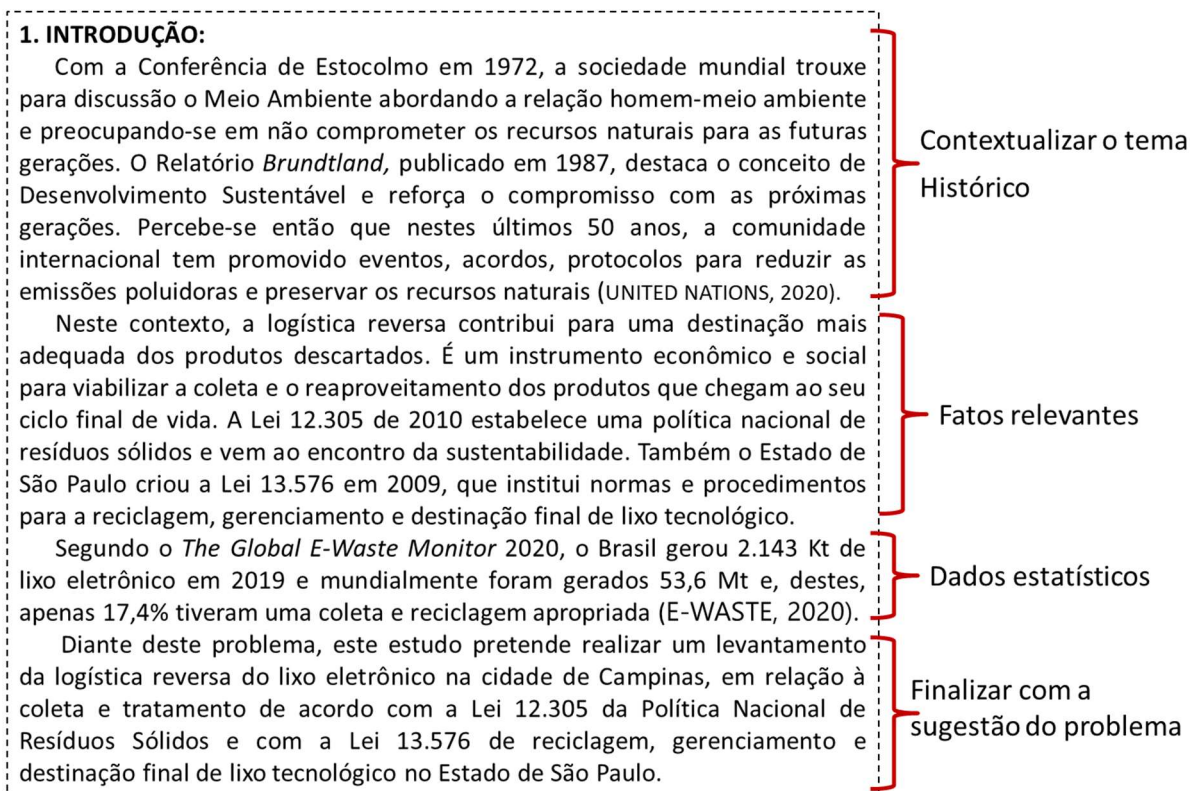 1. INTRODUÇÃO:
Com a Conferência de Estocolmo em 1972, a sociedade mundial trouxe
para discussão o Meio Ambiente abordando a relação homem-meio ambiente
e preocupando-se em não comprometer os recursos naturais para as futuras
gerações. O Relatório Brundtland, publicado em 1987, destaca o conceito de
Desenvolvimento Sustentável e reforça o compromisso com as próximas
gerações. Percebe-se então que nestes últimos 50 anos, a comunidade
internacional tem promovido eventos, acordos, protocolos para reduzir as
emissões poluidoras e preservar os recursos naturais (UNITED NATIONS, 2020).
Contextualizar o tema
Histórico
Neste contexto, a logística reversa contribui para uma destinação mais
adequada dos produtos descartados. É um instrumento econômico e social
para viabilizar a coleta e o reaproveitamento dos produtos que chegam ao seu
ciclo final de vida. A Lei 12.305 de 2010 estabelece uma política nacional de
resíduos sólidos e vem ao encontro da sustentabilidade. Também o Estado de
São Paulo criou a Lei 13.576 em 2009, que institui normas e procedimentos
para a reciclagem, gerenciamento e destinação final de lixo tecnológico.
Fatos relevantes
Segundo o The Global E-Waste Monitor 2020, o Brasil gerou 2.143 Kt de
lixo eletrônico em 2019 e mundialmente foram gerados 53,6 Mt e, destes,
apenas 17,4% tiveram uma coleta e reciclagem apropriada (E-WASTE, 2020).
Dados estatísticos
Diante deste problema, este estudo pretende realizar um levantamento
da logística reversa do lixo eletrônico na cidade de Campinas, em relação à
coleta e tratamento de acordo com a Lei 12.305 da Política Nacional de
Resíduos Sólidos e com a Lei 13.576 de reciclagem, gerenciamento e
destinação final de lixo tecnológico no Estado de São Paulo.
Finalizar com a
sugestão do problema